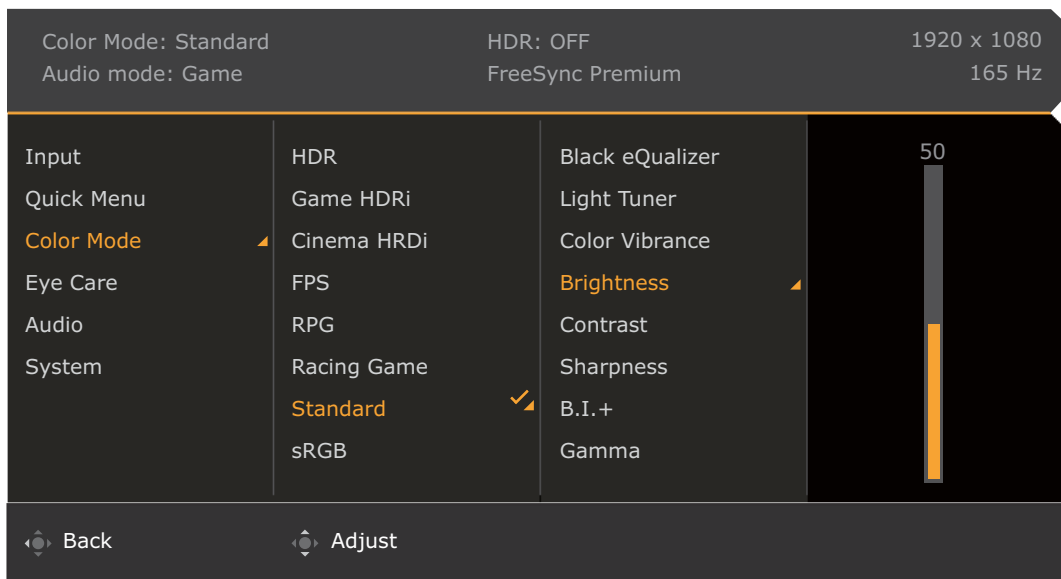 Color Mode: Standard
HDR: OFF
1920 x 1080
Audio mode: Game
FreeSync Premium
165 Hz
Input
Quick Menu
Color Mode
Eye Care
Audio
System
HDR
Game HDRi
Cinema HRDi
FPS
RPG
Racing Game
Standard
sRGB
Black eQualizer
Light Tuner
Color Vibrance
Brightness
Contrast
Sharpness
B.I.+
Gamma
50
Back
Adjust